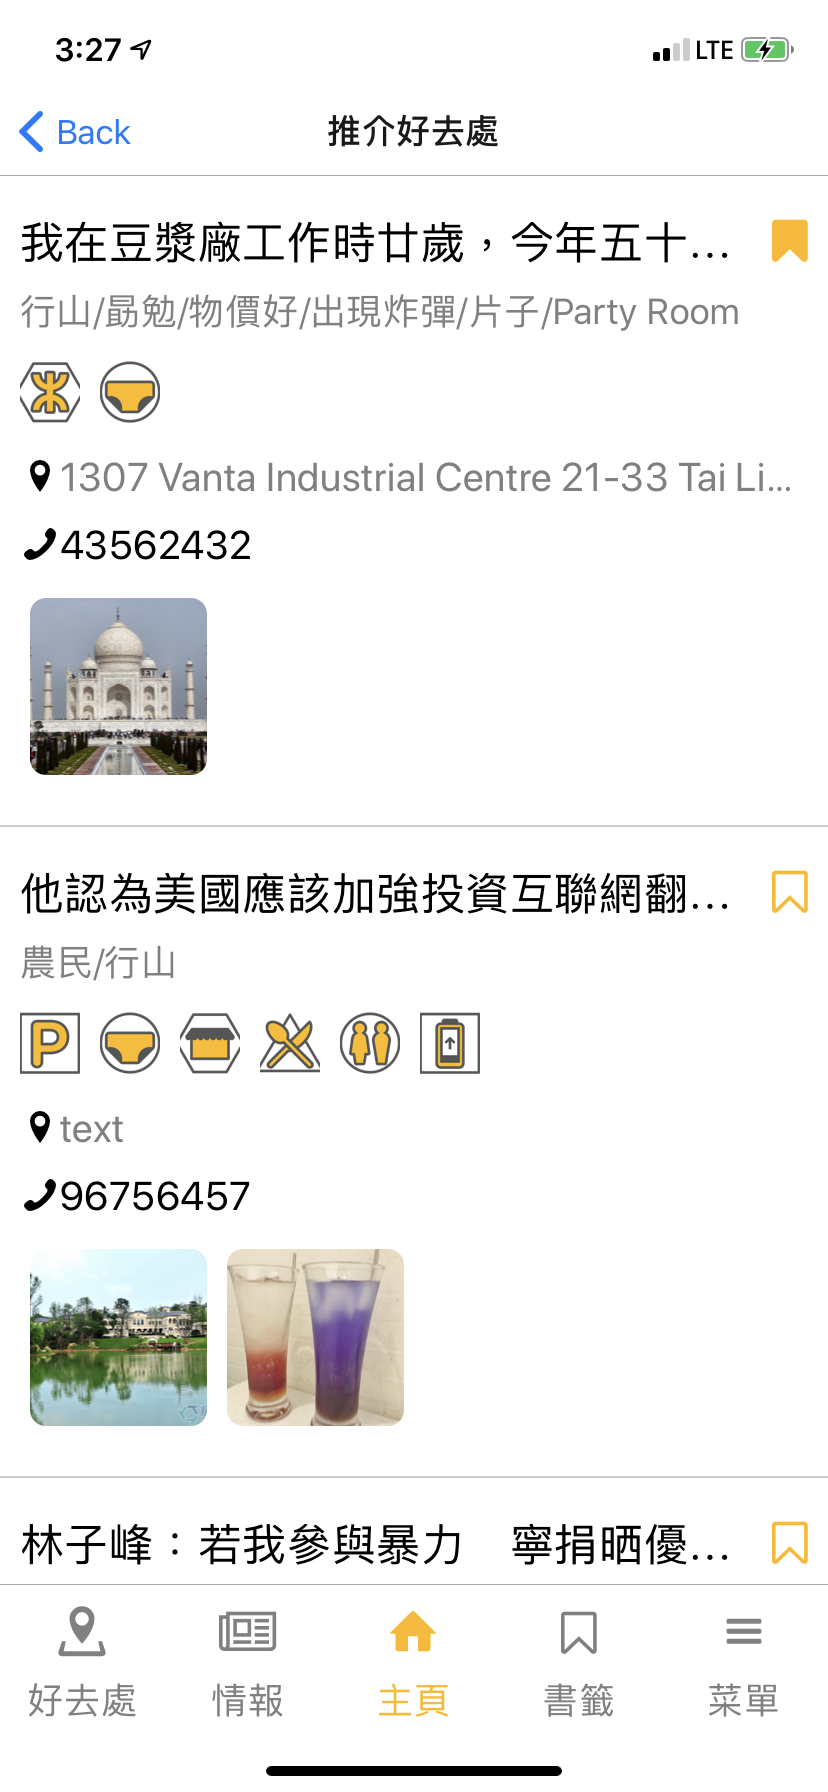 3:27 LTE
Back 推介好去處
我在豆漿廠工作時廿歲，今年五十...
行山/勗勉/物價好/出現炸彈/片子/Party Room
1307 Vanta Industrial Centre 21-33 Tai Li...
43562432
他認為美國應該加強投資互聯網翻...
農民/行山
P
text
96756457
林子峰：若我參與暴力　寧捐晒優...
好去處 情報 主頁 書籤 菜單